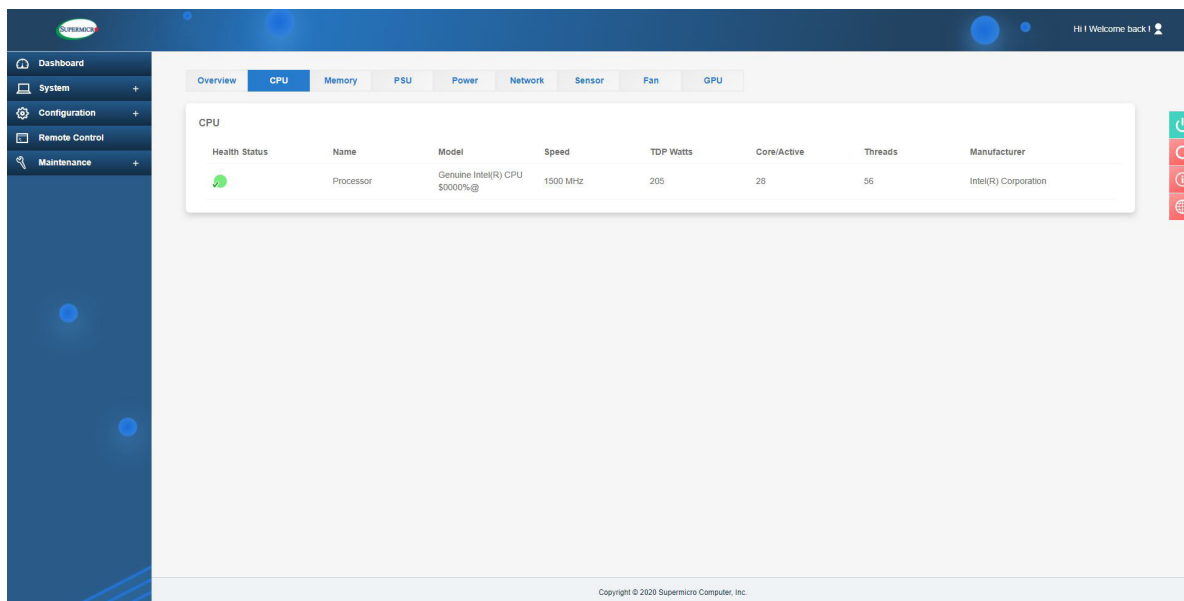 SUPERMICR
Hi ! Welcome back !
Dashboard
System +
Configuration +
Remote Control
Maintenance +
Overview CPU Memory PSU Power Network Sensor Fan GPU
CPU
Health Status Name Model Speed TDP Watts Core/Active Threads Manufacturer
Processor Genuine Intel(R) CPU 1500 MHz 205 28 56 Intel(R) Corporation
$0000%@
Copyright © 2020 Supermicro Computer, Inc.